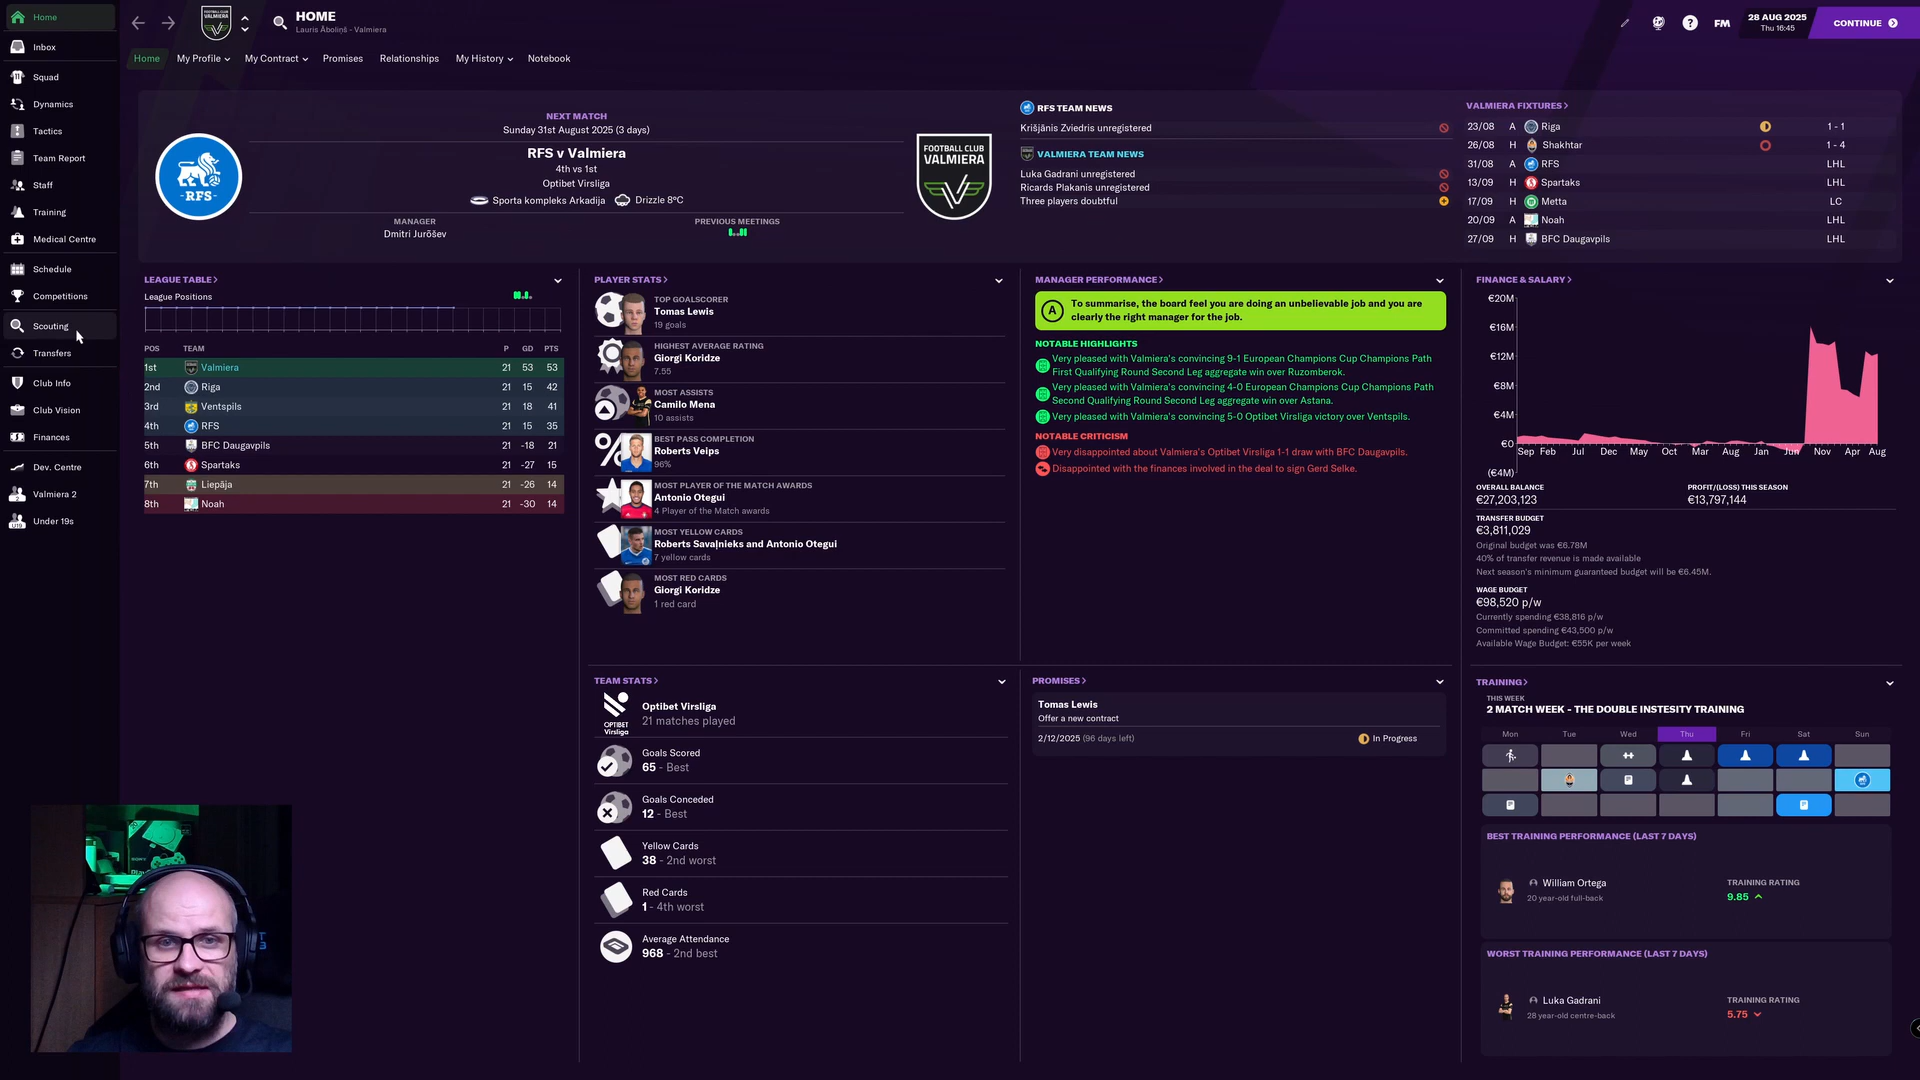 Home
Inbox
Squad
Dynamics
Tactics
Team Report
Staff
Training
Medical Centre
Schedule
Competitions
Scouting
Transfers
Club Info
Club Vision
Finances
Dev. Centre
Valmiera 2
Under 19s
HOME
Lauris Āboliņš - Valmiera
FM
28 AUG 2025
Thu 16:45
CONTINUE
Home
My Profile
My Contract
Promises
Relationships
My History
Notebook
NEXT MATCH
Sunday 31st August 2025 (3 days)
RFS v Valmiera
4th vs 1st
Optibet Virsliga
Sporta komplekss Arkadija
Drizzle 8°C
MANAGER
Dmitri Jurõšev
PREVIOUS MEETINGS
-RFS-
FOOTBALL CLUB
VALMIERA
RFS TEAM NEWS
Krišjānis Zviedris unregistered
VALMIERA TEAM NEWS
Luka Gadrani unregistered
Ricards Plakanis unregistered
Three players doubtful
VALMIERA FIXTURES
23/08 A Riga 1 - 1
26/08 H Shakhtar 1 - 4
31/08 A RFS LHL
13/09 H Spartaks LHL
17/09 H Metta LC
20/09 A Noah LHL
27/09 H BFC Daugavpils LHL
LEAGUE TABLE
League Positions
POS TEAM P GD PTS
1st Valmiera 21 53 53
2nd Riga 21 15 42
3rd Ventspils 21 18 41
4th RFS 21 15 35
5th BFC Daugavpils 21 -18 21
6th Spartaks 21 -27 15
7th Liepāja 21 -26 14
8th Noah 21 -30 14
PLAYER STATS
TOP GOALSCORER
Tomas Lewis
19 goals
HIGHEST AVERAGE RATING
Giorgi Koridze
7.55
MOST ASSISTS
Camilo Mena
10 assists
BEST PASS COMPLETION
Roberts Veips
96%
MOST PLAYER OF THE MATCH AWARDS
Antonio Otegui
4 Player of the Match awards
MOST YELLOW CARDS
Roberts Savaļnieks and Antonio Otegui
7 yellow cards
MOST RED CARDS
Giorgi Koridze
1 red card
MANAGER PERFORMANCE
A
To summarise, the board feel you are doing an unbelievable job and you are
clearly the right manager for the job.
NOTABLE HIGHLIGHTS
Very pleased with Valmiera's convincing 9-1 European Champions Cup Champions Path
First Qualifying Round Second Leg aggregate win over Ruzomberok.
Very pleased with Valmiera's convincing 4-0 European Champions Cup Champions Path
Second Qualifying Round Second Leg aggregate win over Astana.
Very pleased with Valmiera's convincing 5-0 Optibet Virsliga victory over Ventspils.
NOTABLE CRITICISM
Very disappointed about Valmiera's Optibet Virsliga 1-1 draw with BFC Daugavpils.
Disappointed with the finances involved in the deal to sign Gerd Selke.
FINANCE & SALARY
€20M
€16M
€12M
€8M
€4M
€0
(€4M)
Sep Feb Jul Dec May Oct Mar Aug Jan Jun Nov Apr Aug
OVERALL BALANCE
€27,203,123
PROFIT/(LOSS) THIS SEASON
€13,797,144
TRANSFER BUDGET
€3,811,029
Original budget was €6.78M
40% of transfer revenue is made available
Next season's minimum guaranteed budget will be €6.45M.
WAGE BUDGET
€98,520 p/w
Currently spending €38,816 p/w
Committed spending €43,500 p/w
Available Wage Budget: €55K per week
TEAM STATS
OPTIBET
Virsliga
Optibet Virsliga
21 matches played
Goals Scored
65 - Best
Goals Conceded
12 - Best
Yellow Cards
38 - 2nd worst
Red Cards
1 - 4th worst
Average Attendance
968 - 2nd best
PROMISES
Tomas Lewis
Offer a new contract
2/12/2025 (96 days left)
In Progress
TRAINING
THIS WEEK
2 MATCH WEEK - THE DOUBLE INSTESITY TRAINING
Mon Tue Wed Thu Fri Sat Sun
BEST TRAINING PERFORMANCE (LAST 7 DAYS)
William Ortega
20 year-old full-back
TRAINING RATING
9.85
WORST TRAINING PERFORMANCE (LAST 7 DAYS)
Luka Gadrani
28 year-old centre-back
TRAINING RATING
5.75